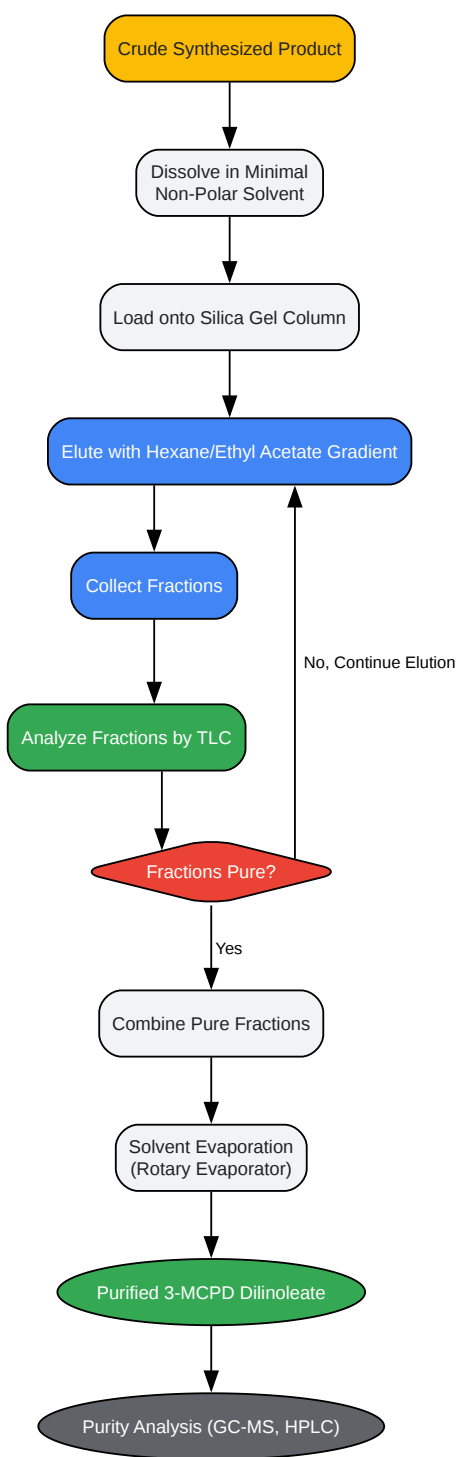 Crude Synthesized Product
Dissolve in Minimal
Non-Polar Solvent
Load onto Silica Gel Column
Elute with Hexane/Ethyl Acetate Gradient
Collect Fractions
No, Continue Elution
Analyze Fractions by TLC
Fractions Pure?
Yes
Combine Pure Fractions
Solvent Evaporation
(Rotary Evaporator)
Purified 3-MCPD Dilinoleate
Purity Analysis (GC-MS, HPLC)